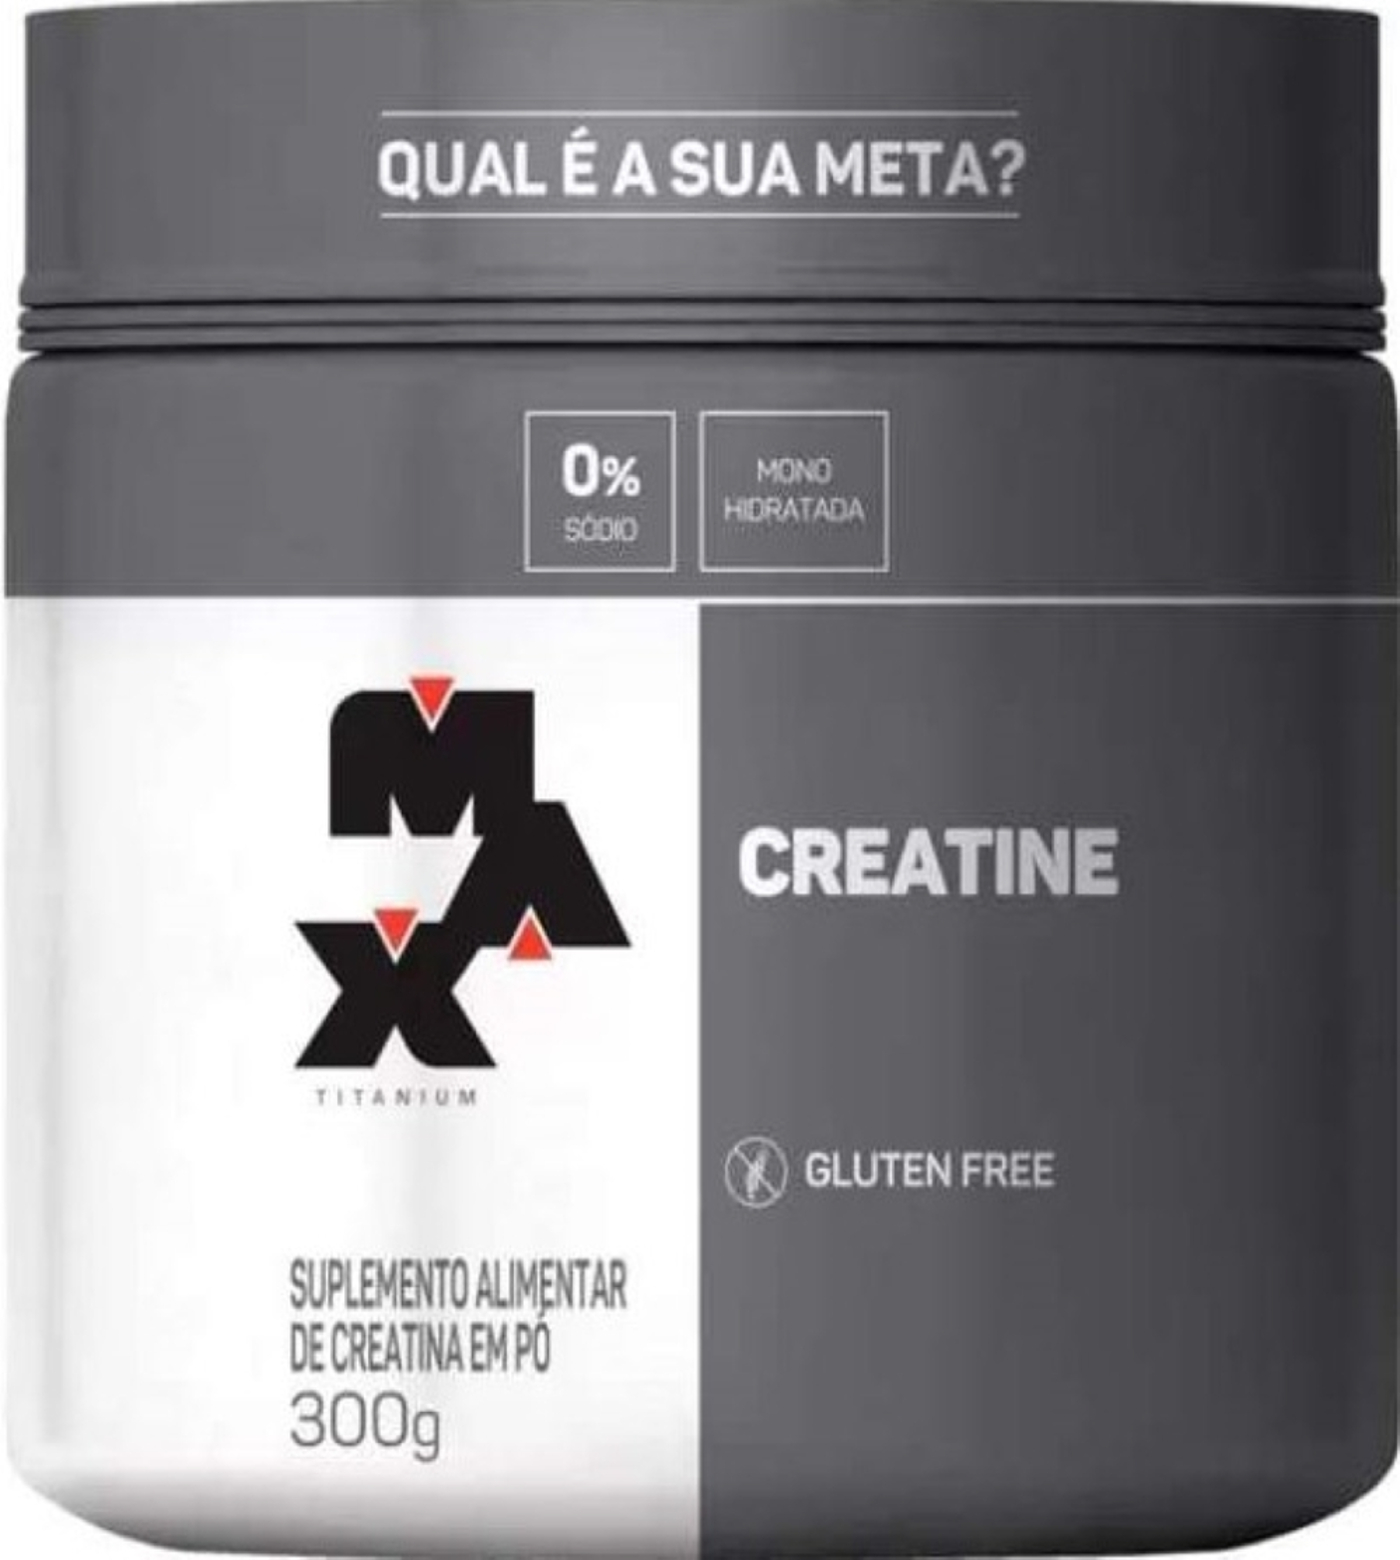 QUAL É A SUA META?
0%
SÓDIO
MONO
HIDRATADA
MAX
TITANIUM
CREATINE
GLUTEN FREE
SUPLEMENTO ALIMENTAR
DE CREATINA EM PÓ
300g